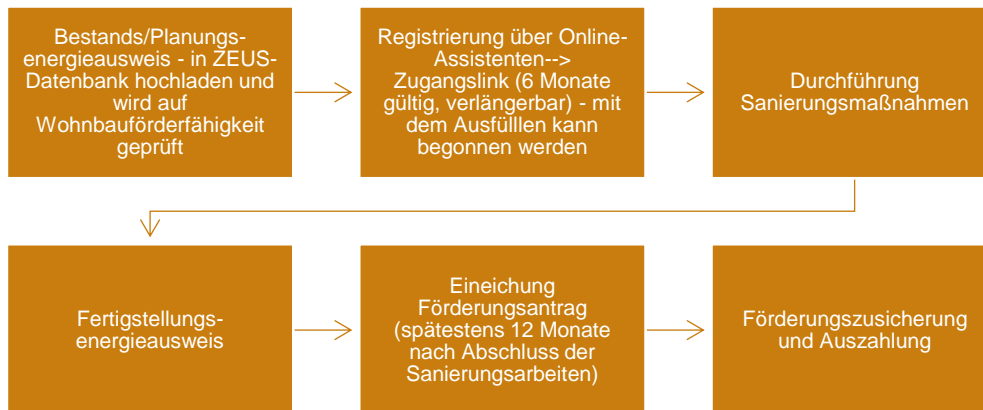 Bestands/Planungs-
energieausweis - in ZEUS-
Datenbank hochladen und
wird auf
Wohnbauförderfähigkeit
geprüft
Registrierung über Online-
Assistenten-->
Zugangslink (6 Monate
gültig, verlängerbar) - mit
dem Ausfülllen kann
begonnen werden
Durchführung
Sanierungsmaßnahmen
Fertigstellungs-
energieausweis
Eineichung
Förderungsantrag
(spätestens 12 Monate
nach Abschluss der
Sanierungsarbeiten)
Förderungszusicherung
und Auszahlung